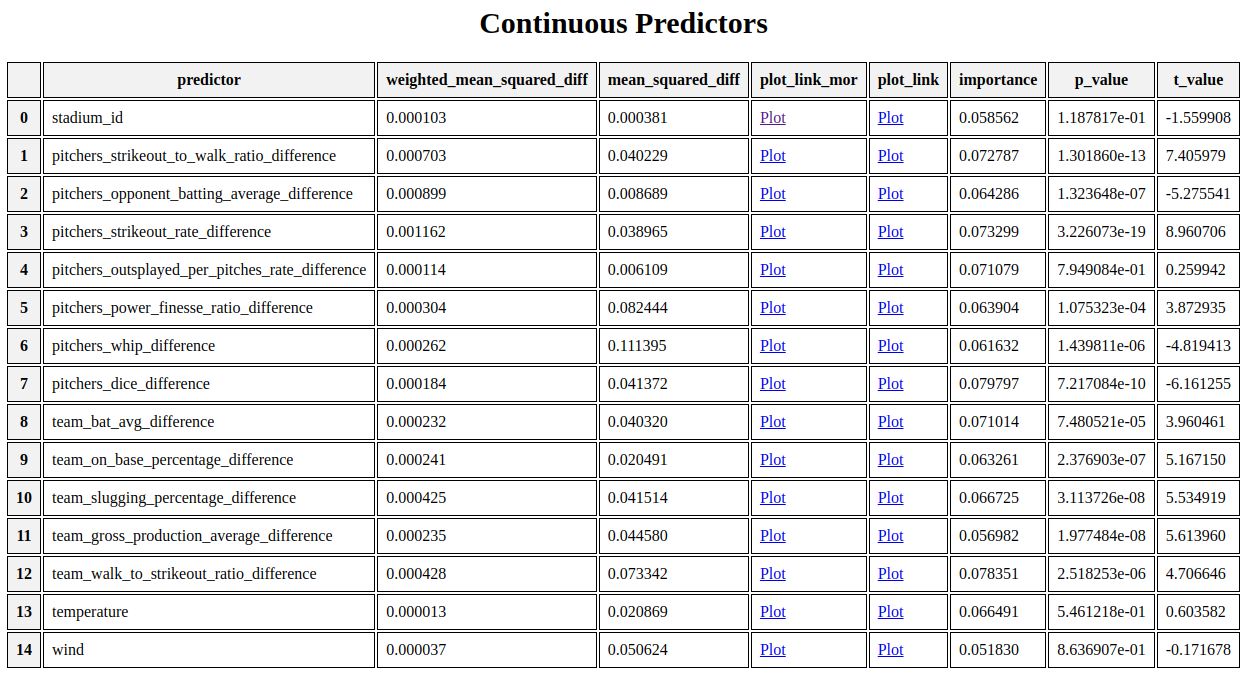 Continuous Predictors
predictor weighted_mean_squared_diff mean_squared_diff plot_link_mor plot_link importance p_value t_value
0 stadium_id 0.000103 0.000381 Plot Plot 0.058562 1.187817e-01 -1.559908
1 pitchers_strikeout_to_walk_ratio_difference 0.000703 0.040229 Plot Plot 0.072787 1.301860e-13 7.405979
2 pitchers_opponent_batting_average_difference 0.000899 0.008689 Plot Plot 0.064286 1.323648e-07 -5.275541
3 pitchers_strikeout_rate_difference 0.001162 0.038965 Plot Plot 0.073299 3.226073e-19 8.960706
4 pitchers_outsplayed_per_pitches_rate_difference 0.000114 0.006109 Plot Plot 0.071079 7.949084e-01 0.259942
5 pitchers_power_finesse_ratio_difference 0.000304 0.082444 Plot Plot 0.063904 1.075323e-04 3.872935
6 pitchers_whip_difference 0.000262 0.111395 Plot Plot 0.061632 1.439811e-06 -4.819413
7 pitchers_dice_difference 0.000184 0.041372 Plot Plot 0.079797 7.217084e-10 -6.161255
8 team_bat_avg_difference 0.000232 0.040320 Plot Plot 0.071014 7.480521e-05 3.960461
9 team_on_base_percentage_difference 0.000241 0.020491 Plot Plot 0.063261 2.376903e-07 5.167150
10 team_slugging_percentage_difference 0.000425 0.041514 Plot Plot 0.066725 3.113726e-08 5.534919
11 team_gross_production_average_difference 0.000235 0.044580 Plot Plot 0.056982 1.977484e-08 5.613960
12 team_walk_to_strikeout_ratio_difference 0.000428 0.073342 Plot Plot 0.078351 2.518253e-06 4.706646
13 temperature 0.000013 0.020869 Plot Plot 0.066491 5.461218e-01 0.603582
14 wind 0.000037 0.050624 Plot Plot 0.051830 8.636907e-01 -0.171678